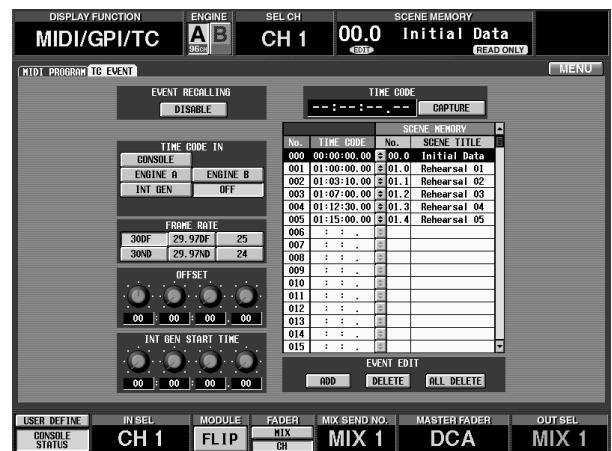 DISPLAY FUNCTION ENGINE SEL CH SCENE MEMORY
MIDI/GPI/TC A B 96CH CH 1 00.0 EDIT Initial Data READ ONLY
MIDI PROGRAM TC EVENT MENU
EVENT RECALLING TIME CODE
DISABLE --:--:--.-- CAPTURE
TIME CODE IN
CONSOLE
ENGINE A ENGINE B
INT GEN OFF
FRAME RATE
30DF 29.97DF 25
30ND 29.97ND 24
OFFSET
00 : 00 : 00 . 00
INT GEN START TIME
00 : 00 : 00 . 00
SCENE MEMORY
No. TIME CODE No. SCENE TITLE
000 00:00:00.00 00.0 Initial Data
001 01:00:00.00 01.0 Rehearsal 01
002 01:03:10.00 01.1 Rehearsal 02
003 01:07:00.00 01.2 Rehearsal 03
004 01:12:30.00 01.3 Rehearsal 04
005 01:15:00.00 01.4 Rehearsal 05
006 : : .
007 : : .
008 : : .
009 : : .
010 : : .
011 : : .
012 : : .
013 : : .
014 : : .
015 : : .
EVENT EDIT
ADD DELETE ALL DELETE
USER DEFINE IN SEL MODULE FADER MIX SEND NO. MASTER FADER OUT SEL
CONSOLE STATUS CH 1 FLIP MIX CH MIX 1 DCA MIX 1